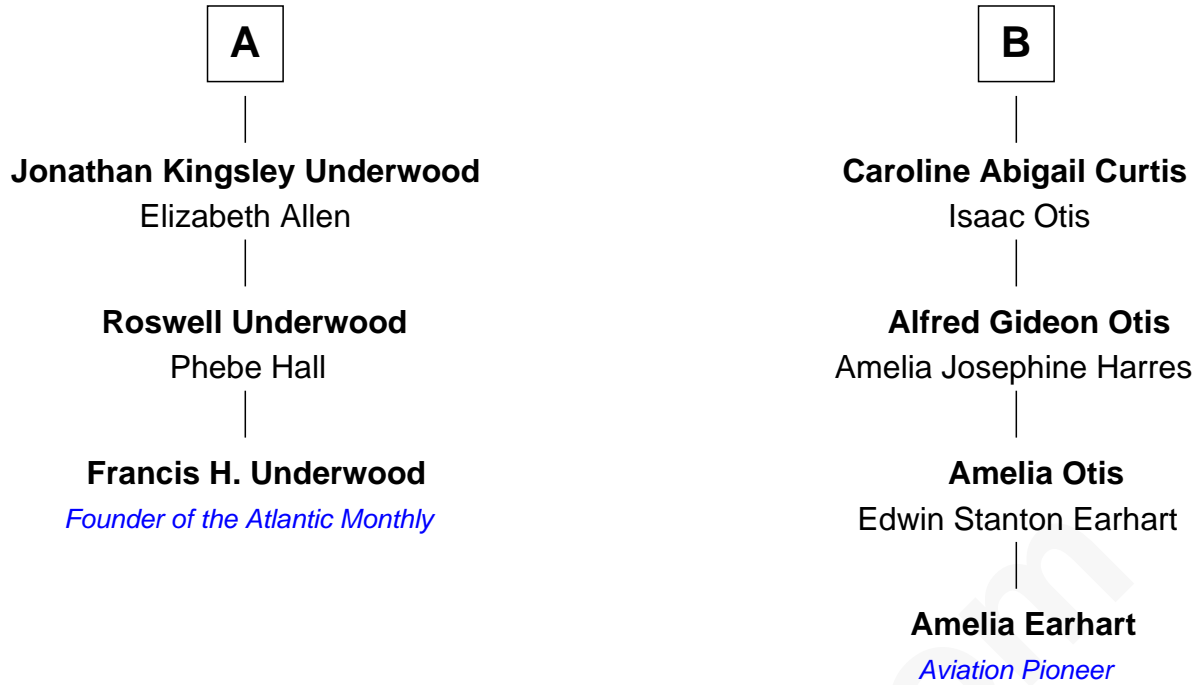 A
Jonathan Kingsley Underwood
Elizabeth Allen
Roswell Underwood
Phebe Hall
Francis H. Underwood
Founder of the Atlantic Monthly
B
Caroline Abigail Curtis
Isaac Otis
Alfred Gideon Otis
Amelia Josephine Harres
Amelia Otis
Edwin Stanton Earhart
Amelia Earhart
Aviation Pioneer